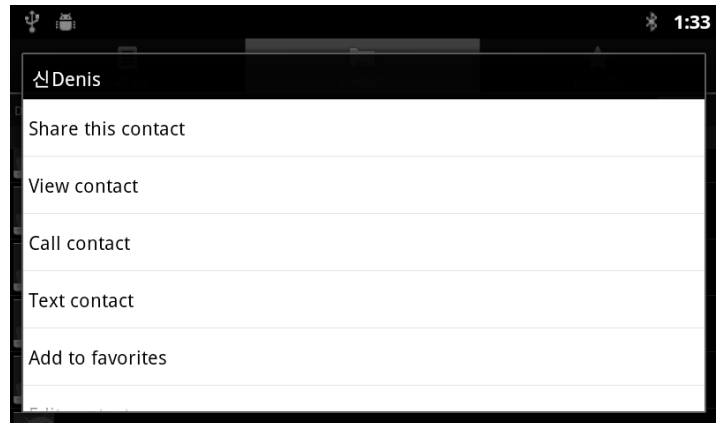 1:33
신Denis
Share this contact
View contact
Call contact
Text contact
Add to favorites